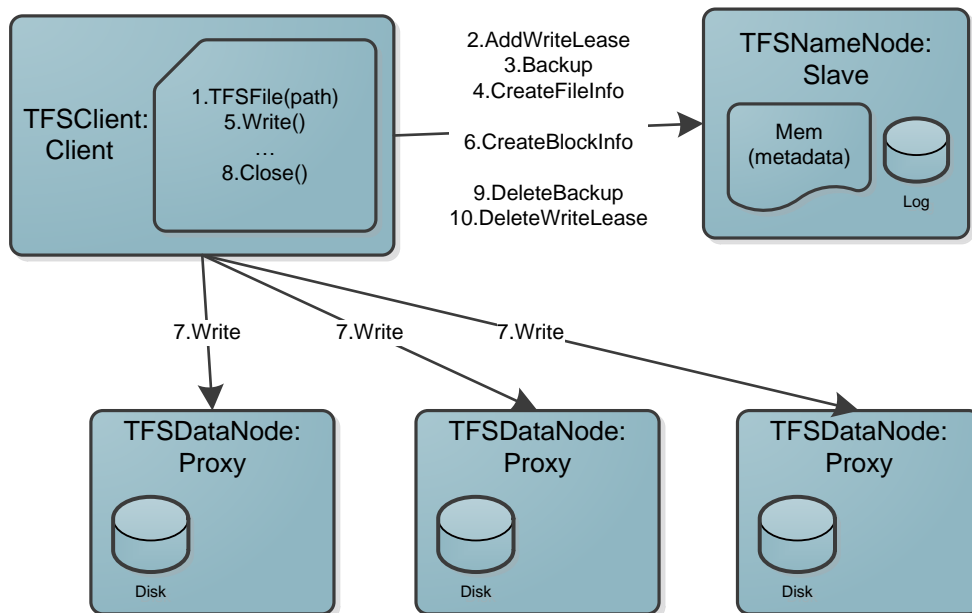 TFSClient:
Client
1.TFSFile(path)
5.Write()
…
8.Close()
2.AddWriteLease
3.Backup
4.CreateFileInfo
6.CreateBlockInfo
9.DeleteBackup
10.DeleteWriteLease
TFSNameNode:
Slave
Mem
(metadata)
Log
7.Write
7.Write
7.Write
TFSDataNode:
Proxy
Disk
TFSDataNode:
Proxy
Disk
TFSDataNode:
Proxy
Disk